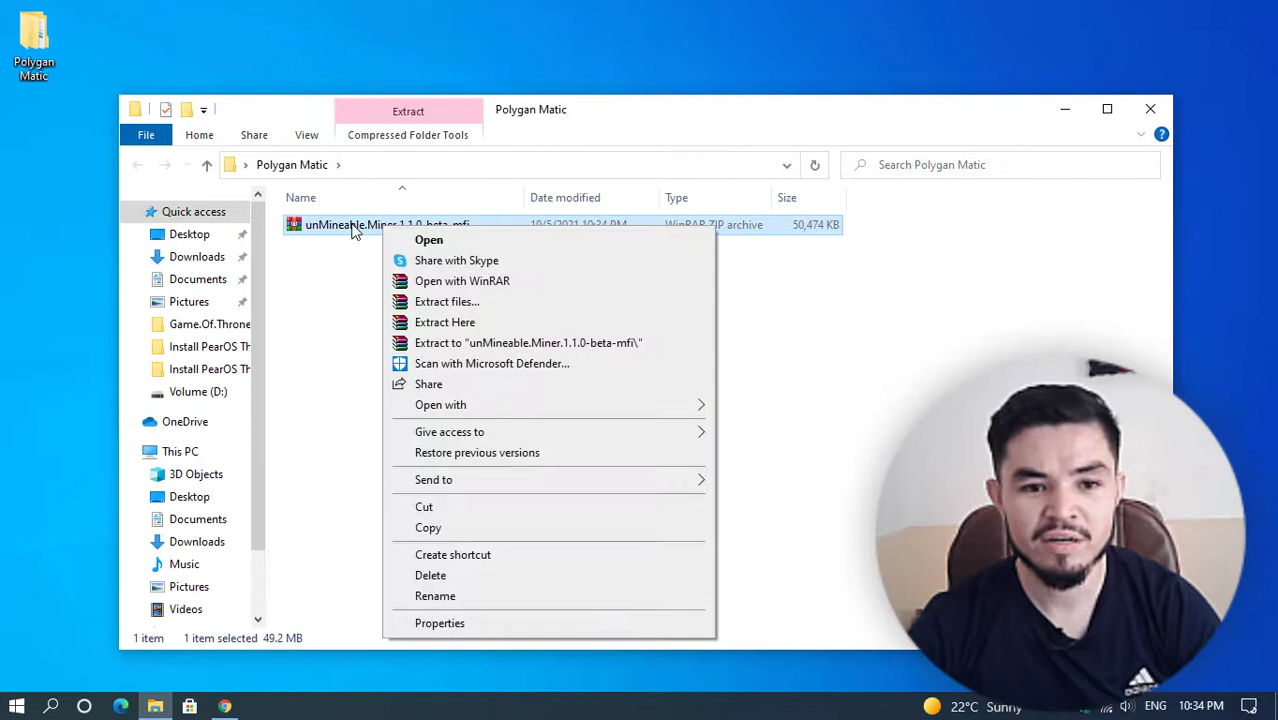 Polygan
Matic
Extract
Polygan Matic
File
Home
Share
View
Compressed Folder Tools
Polygan Matic
Search Polygan Matic
Name
Date modified
Type
Size
Quick access
unMineable.Miner.1.1.0-beta-mfi
10/5/2021 10:34 PM
WinRAR ZIP archive
50,474 KB
Desktop
Downloads
Documents
Pictures
Game.Of.Throne
Install PearOS Th
Install PearOS Th
Volume (D:)
OneDrive
This PC
3D Objects
Desktop
Documents
Downloads
Music
Pictures
Videos
Open
Share with Skype
Open with WinRAR
Extract files...
Extract Here
Extract to "unMineable.Miner.1.1.0-beta-mfi\"
Scan with Microsoft Defender...
Share
Open with
Give access to
Restore previous versions
Send to
Cut
Copy
Create shortcut
Delete
Rename
Properties
1 item
1 item selected 49.2 MB
adidas
22°C Sunny
ENG
10:34 PM